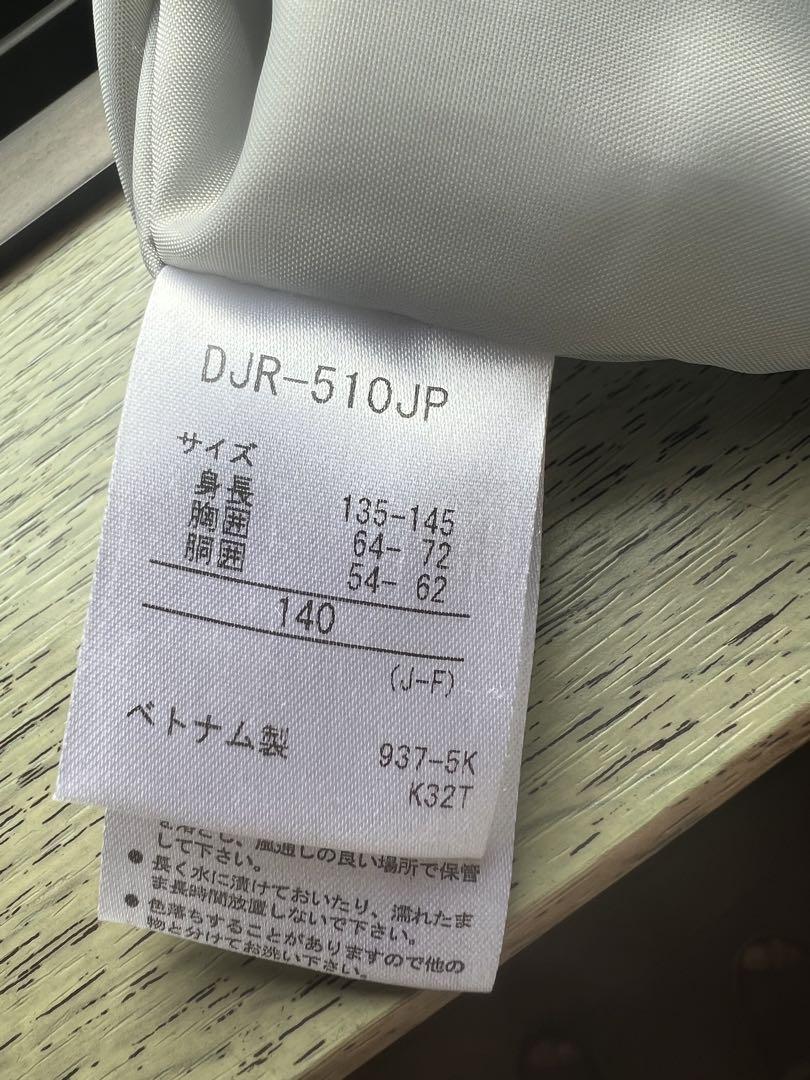 DJR-510JP
サイズ
身長 135-145
胸囲 64- 72
胴囲 54- 62
140
(J-F)
ベトナム製 937-5K
K32T
風通しの良い場所で保管
して下さい。
● 長く水に漬けておいたり、濡れたま
ま長時間放置しないで下さい。
● 色落ちすることがありますので他の
物と分けてお洗い下さい。